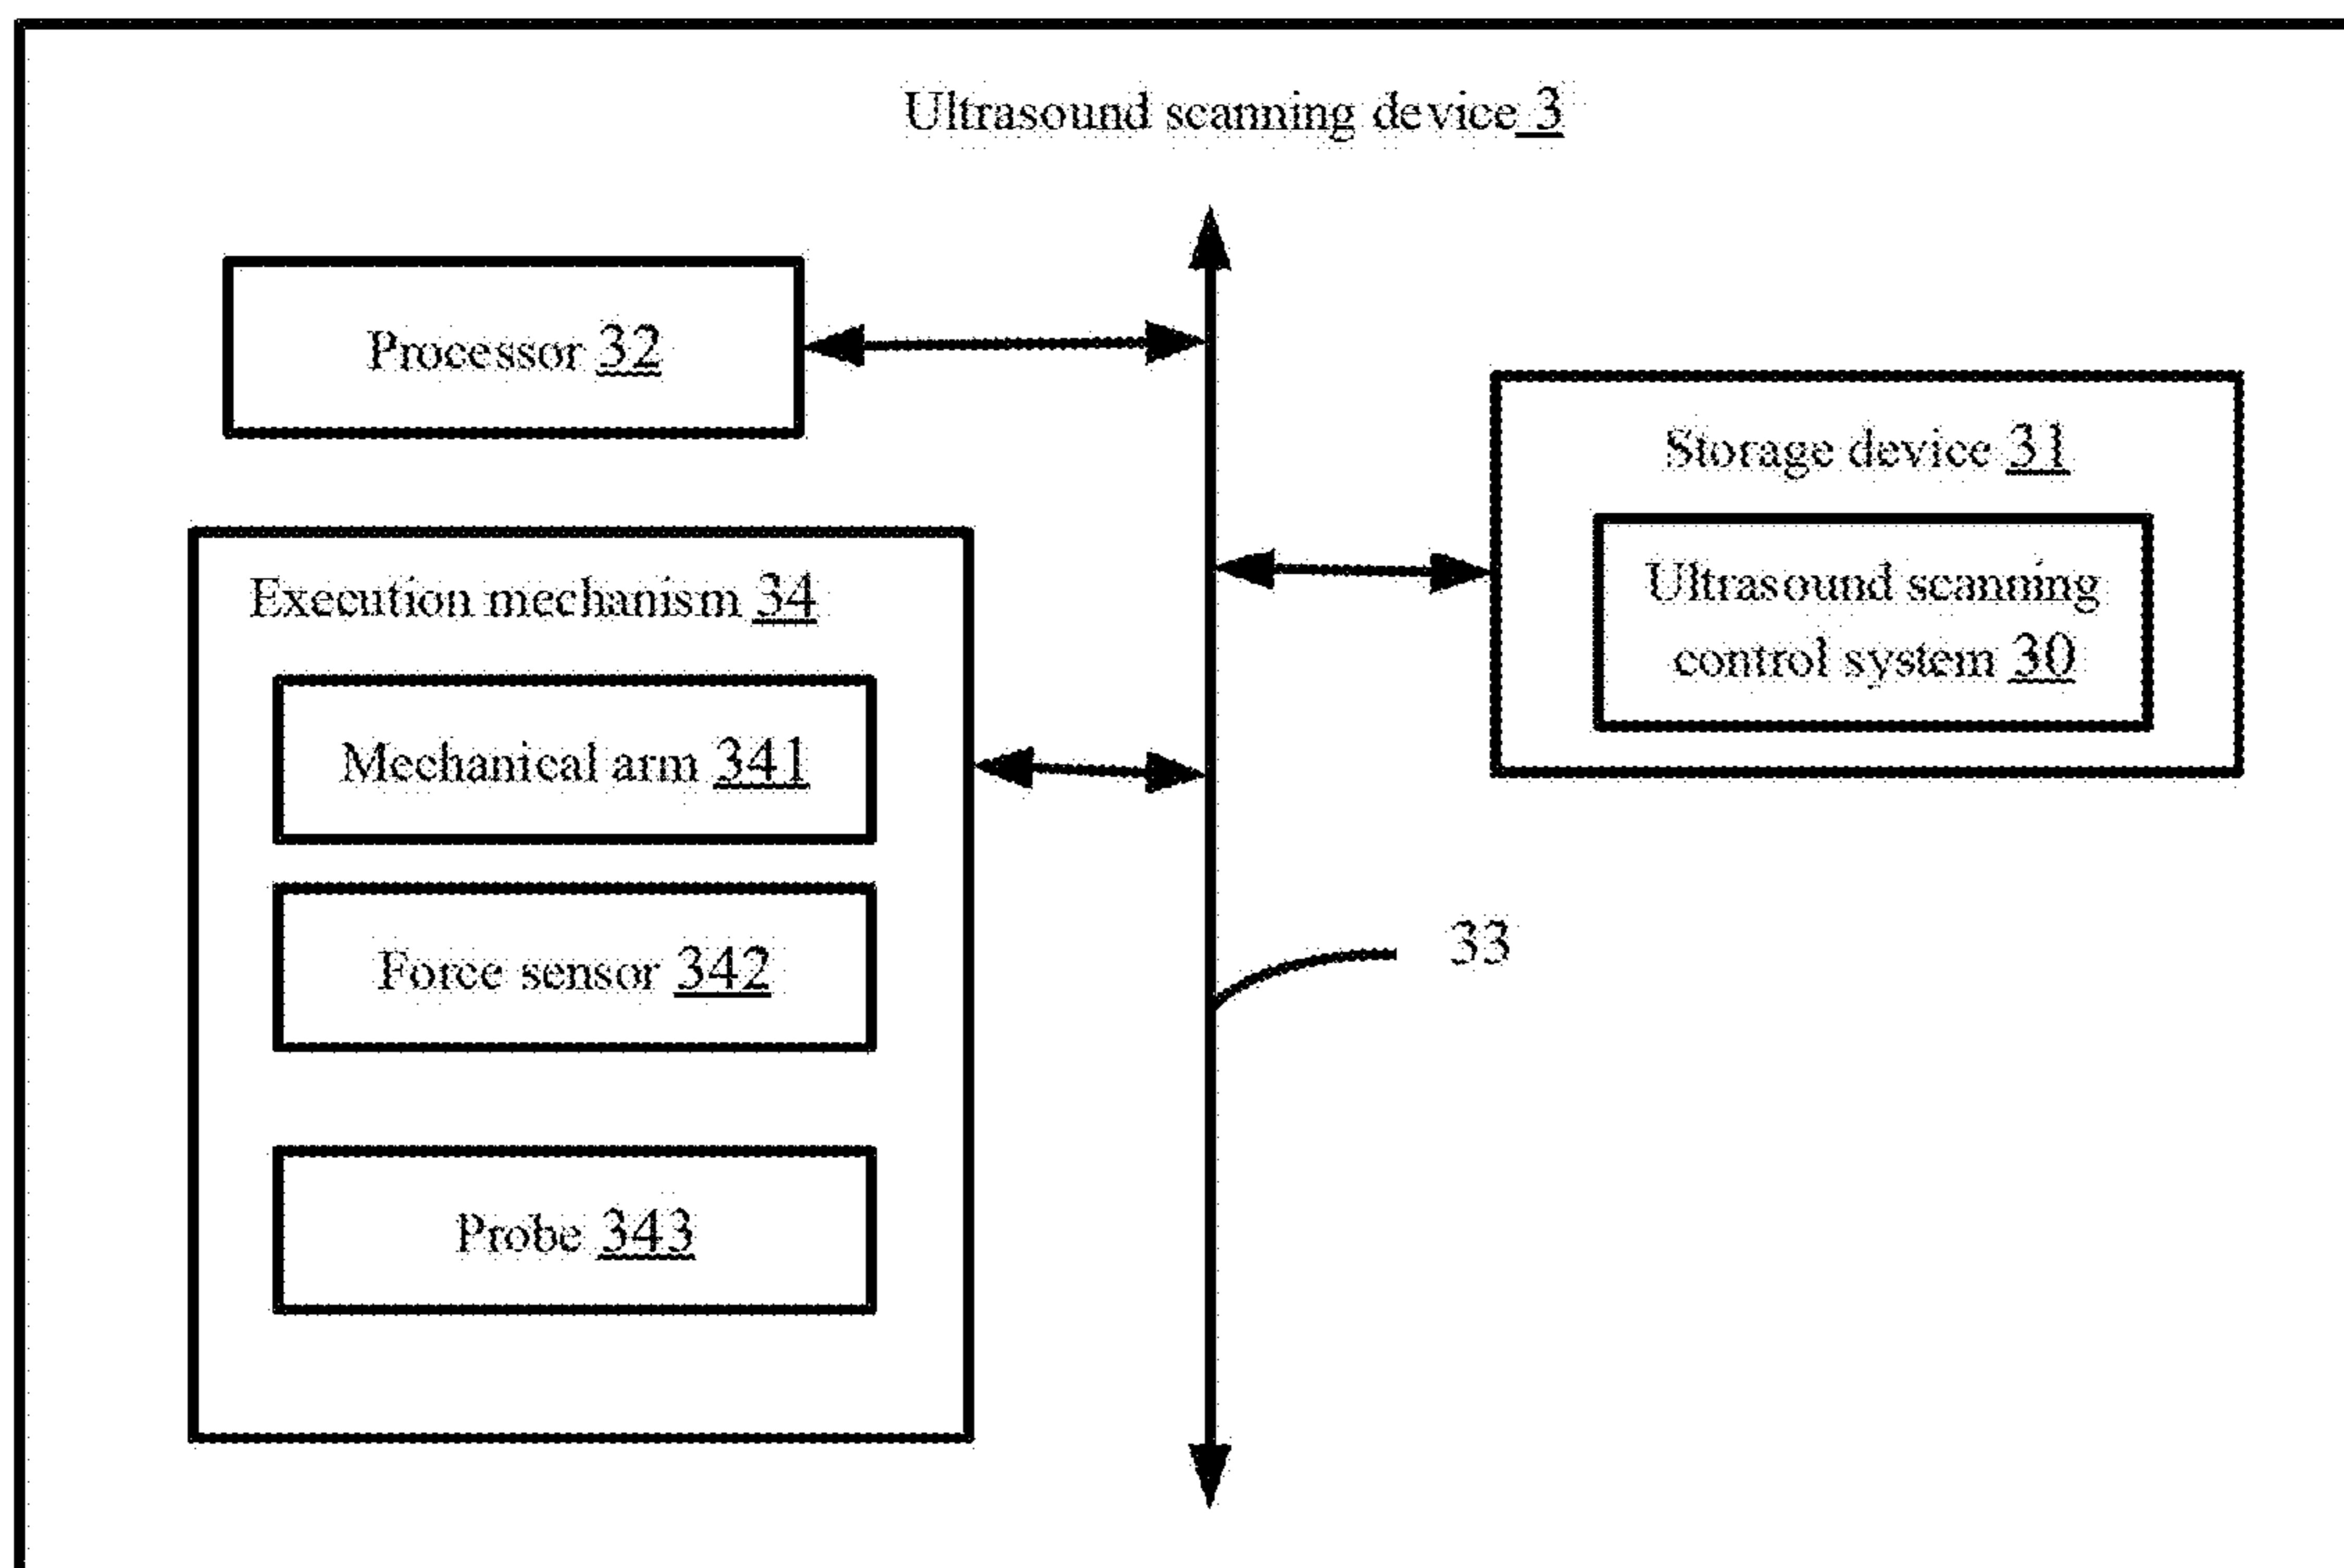 Ultrasound scanning device 3
Processor 32
Storage device 31
Ultrasound scanning
control system 30
Execution mechanism 34
Mechanical arm 341
Force sensor 342
33
Probe 343